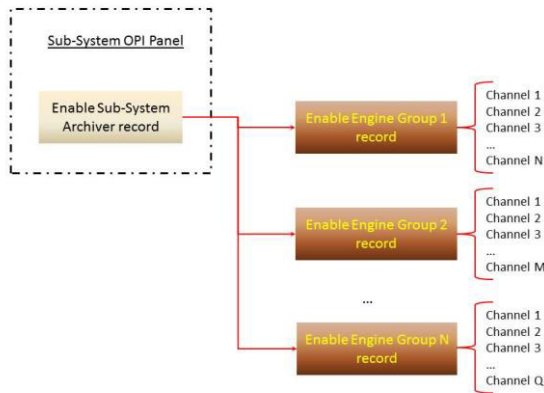 Sub-System OPI Panel
Enable Sub-System
Archiver record
Enable Engine Group 1
record
Channel 1
Channel 2
Channel 3
...
Channel N
Enable Engine Group 2
record
Channel 1
Channel 2
Channel 3
...
Channel M
...
Enable Engine Group N
record
Channel 1
Channel 2
Channel 3
...
Channel Q